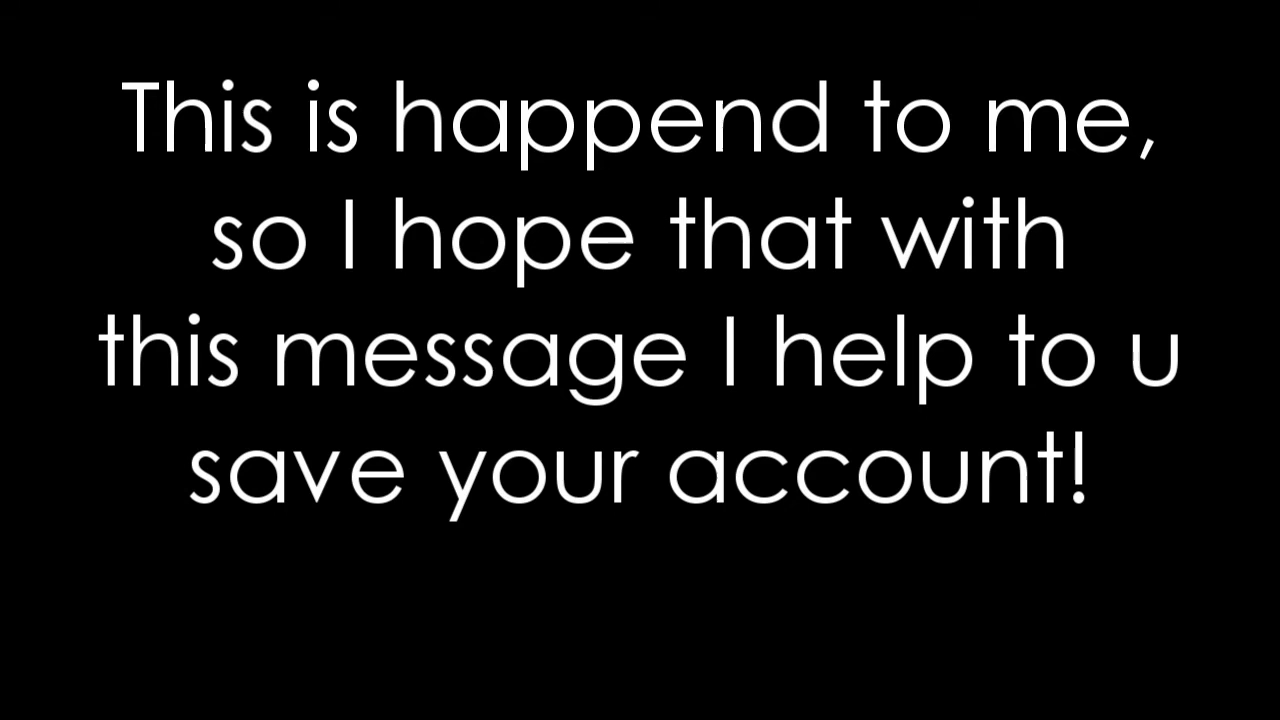 This is happend to me,
so I hope that with
this message I help to u
save your account!